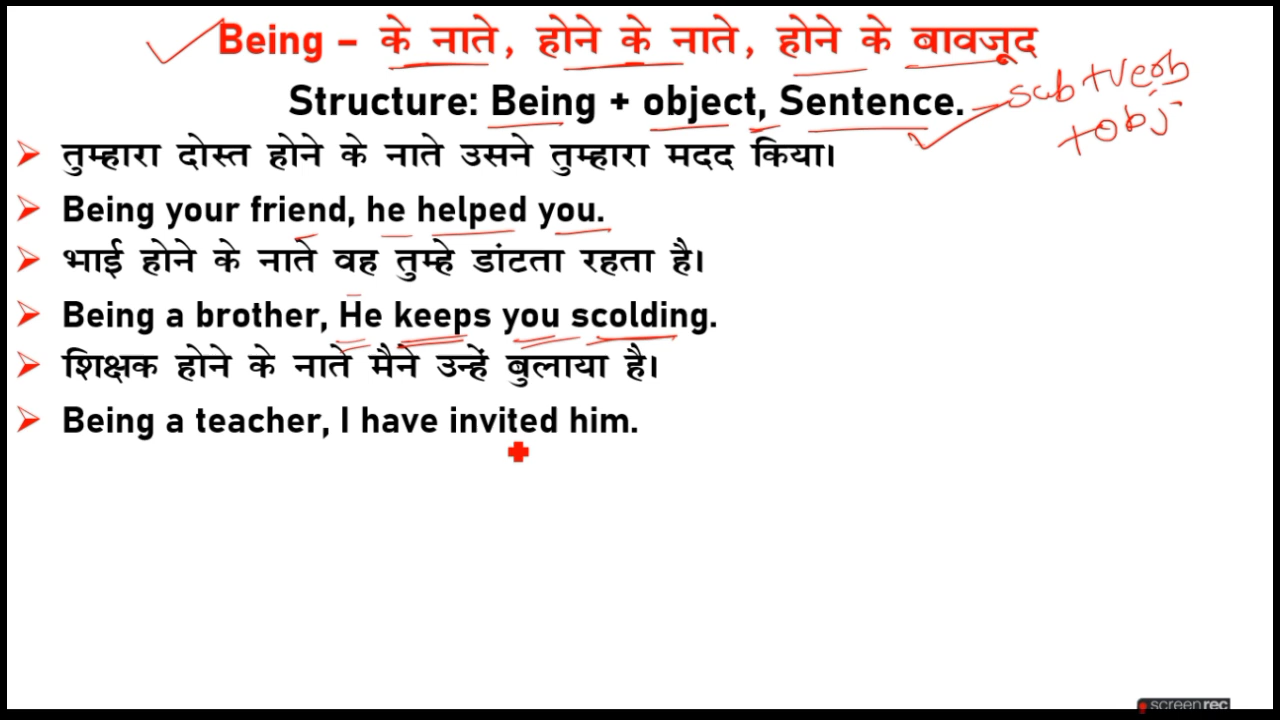 Being – के नाते, होने के नाते, होने के बावजूद
Structure: Being + object, Sentence.
sub + verb
+ obj
तुम्हारा दोस्त होने के नाते उसने तुम्हारा मदद किया।
Being your friend, he helped you.
भाई होने के नाते वह तुम्हे डांटता रहता है।
Being a brother, He keeps you scolding.
शिक्षक होने के नाते मैने उन्हें बुलाया है।
Being a teacher, I have invited him.
screenrec